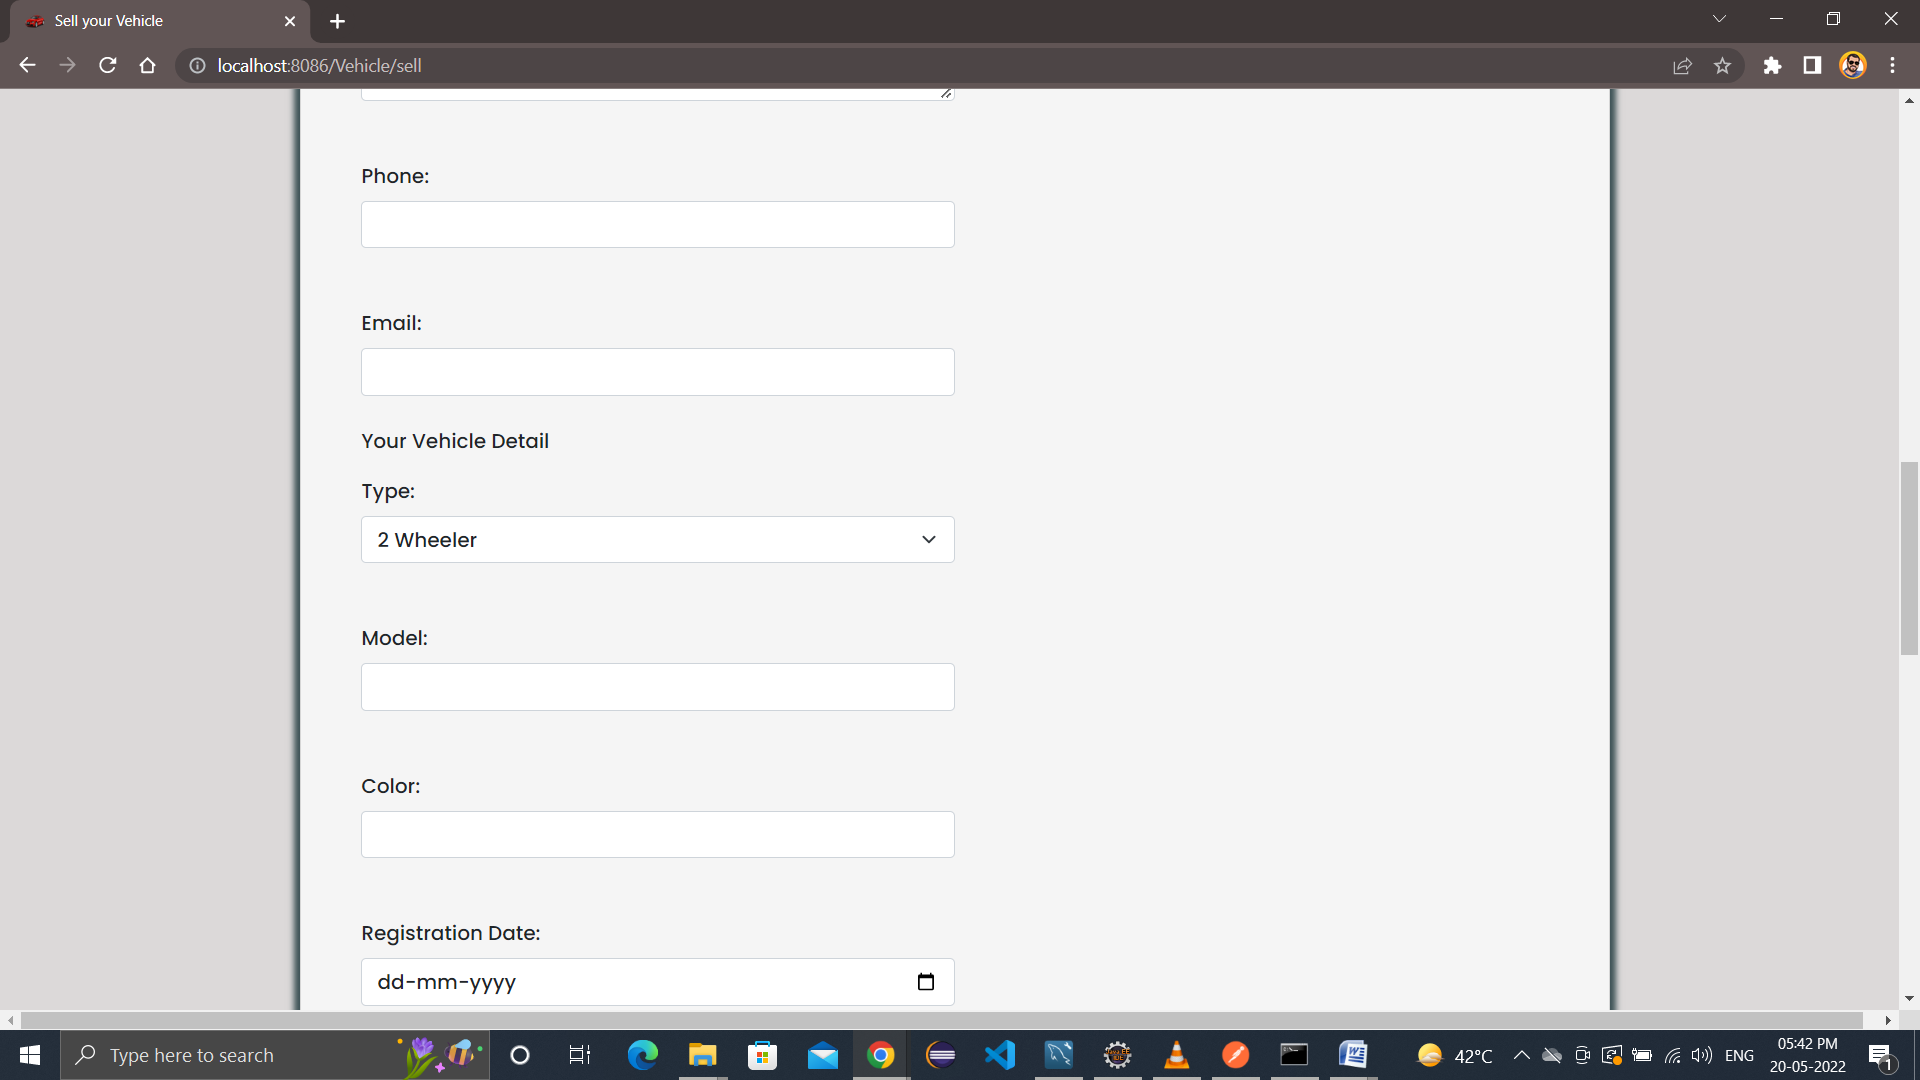 Sell your Vehicle
localhost:8086/Vehicle/sell
Phone:
Email:
Your Vehicle Detail
Type:
2 Wheeler
Model:
Color:
Registration Date:
dd-mm-yyyy
Type here to search
42°C
ENG
05:42 PM
20-05-2022
1